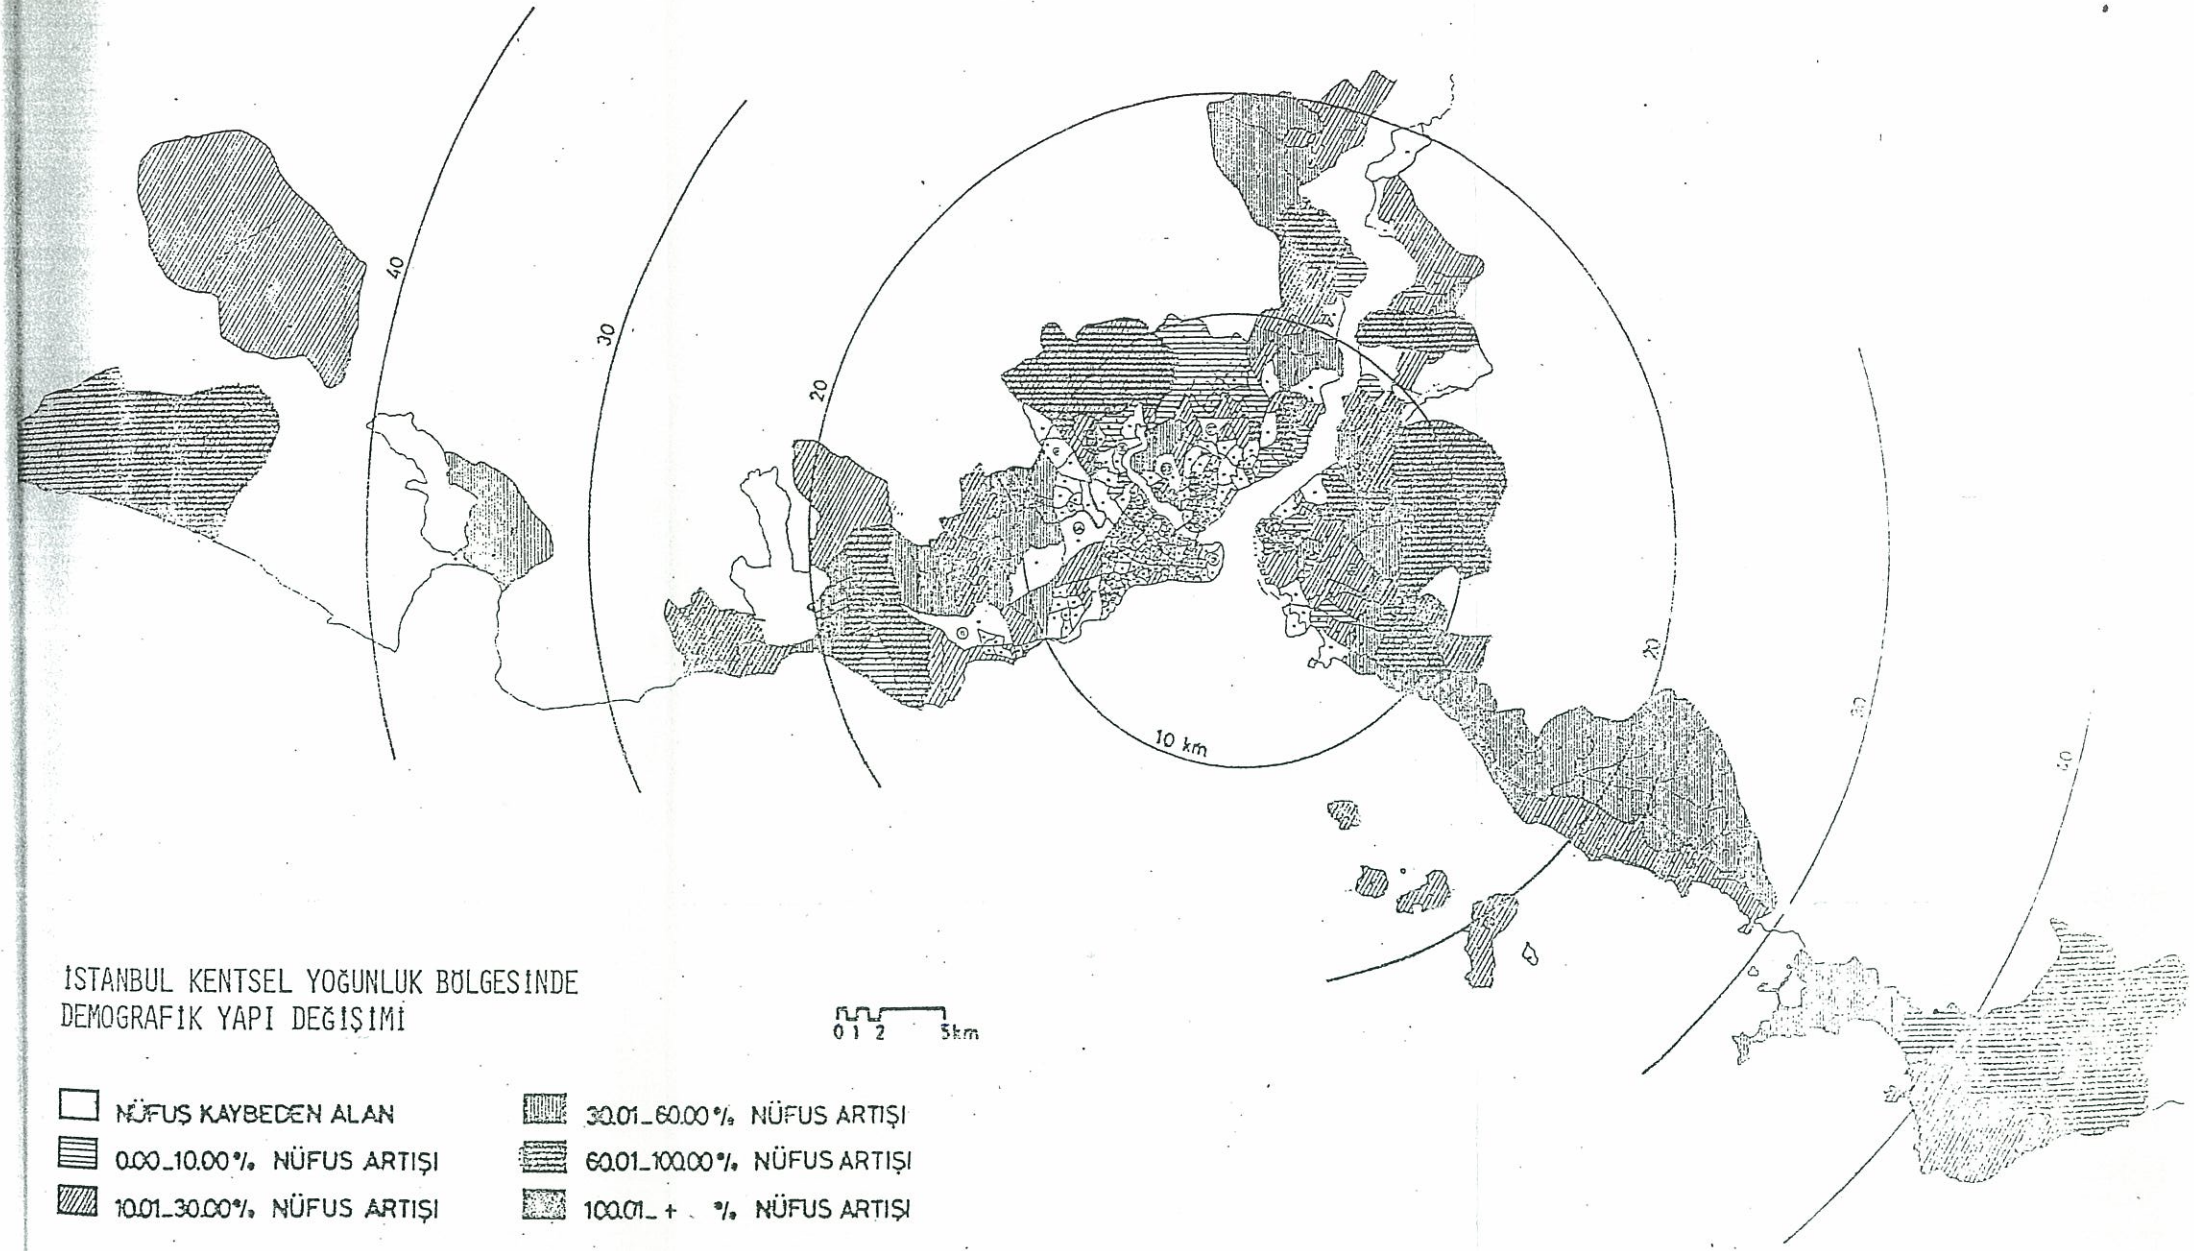 40
30
20
20
30
40
10 km
İSTANBUL KENTSEL YOĞUNLUK BÖLGESİNDE
DEMOGRAFİK YAPI DEĞİŞİMİ
0 1 2 5km
NÜFUS KAYBEDEN ALAN
0.00_10.00% NÜFUS ARTIŞI
10.01_30.00% NÜFUS ARTIŞI
30.01_60.00% NÜFUS ARTIŞI
60.01_100.00% NÜFUS ARTIŞI
100.01_+ % NÜFUS ARTIŞI